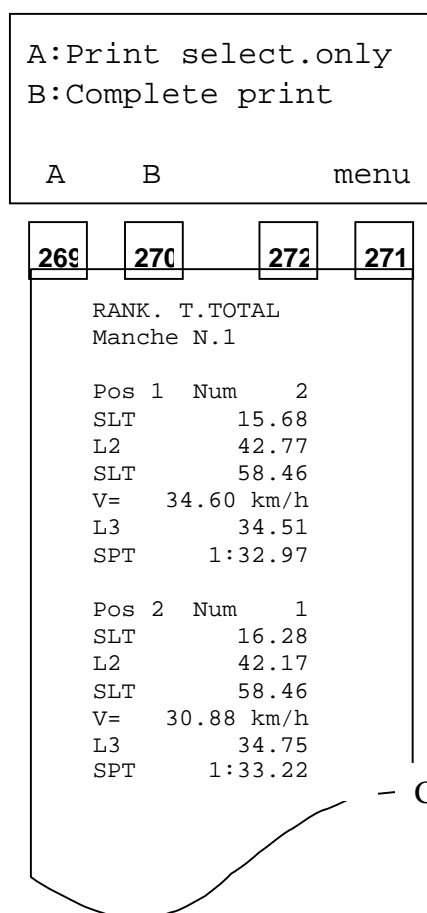 A:Print select.only
B:Complete print
A B menu
269 270 272 271
RANK. T.TOTAL
Manche N.1
Pos 1 Num 2
SLT 15.68
L2 42.77
SLT 58.46
V= 34.60 km/h
L3 34.51
SPT 1:32.97
Pos 2 Num 1
SLT 16.28
L2 42.17
SLT 58.46
V= 30.88 km/h
L3 34.75
SPT 1:33.22